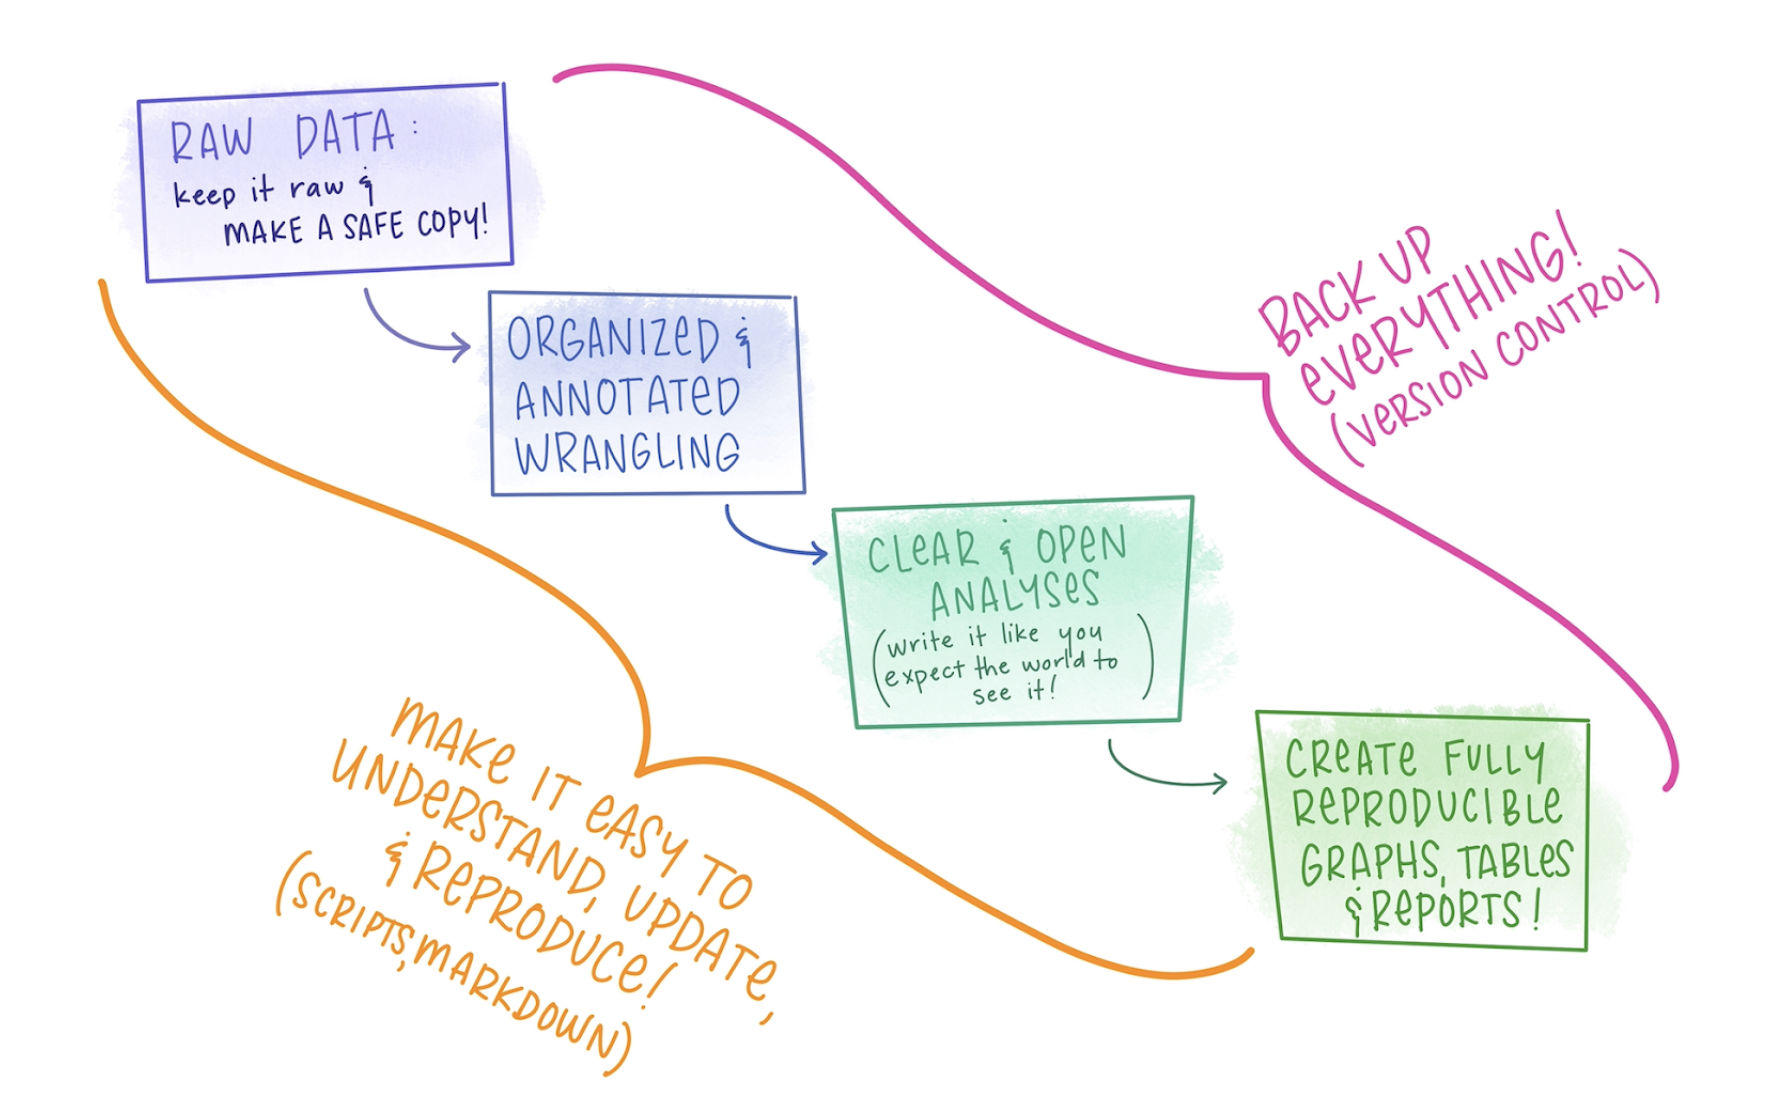 RAW DATA:
keep it raw &
MAKE A SAFE COPY!
ORGANIZED &
ANNOTATED
WRANGLING
CLEAR & OPEN
ANALYSES
(write it like you
expect the world to
see it!)
CREATE FULLY
REPRODUCIBLE
GRAPHS, TABLES
& REPORTS!
BACK UP
EVERYTHING!
(VERSION CONTROL)
MAKE IT EASY TO
UNDERSTAND, UPDATE,
& REPRODUCE!
(SCRIPTS, MARKDOWN)